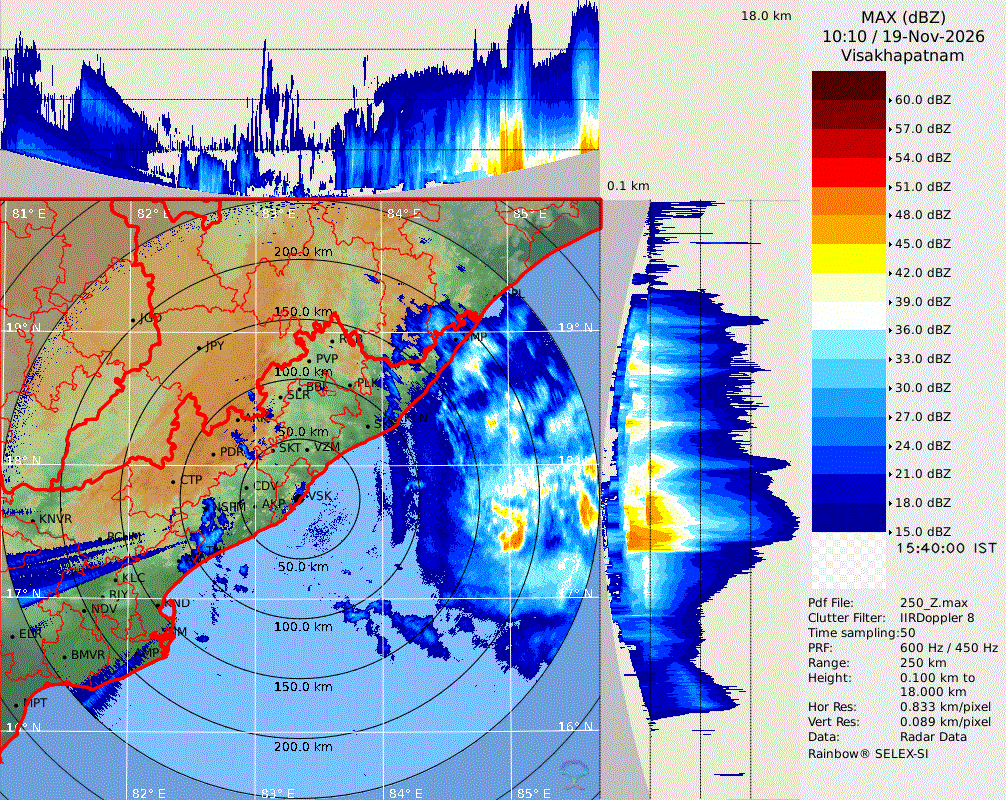 18.0 km
MAX (dBZ)
10:10 / 19-Nov-2026
Visakhapatnam
60.0 dBZ
57.0 dBZ
54.0 dBZ
51.0 dBZ
48.0 dBZ
45.0 dBZ
42.0 dBZ
39.0 dBZ
36.0 dBZ
33.0 dBZ
30.0 dBZ
27.0 dBZ
24.0 dBZ
21.0 dBZ
18.0 dBZ
15.0 dBZ
15:40:00 IST
Pdf File: 250_Z.max
Clutter Filter: IIRDoppler 8
Time sampling:50
PRF: 600 Hz / 450 Hz
Range: 250 km
Height: 0.100 km to
18.000 km
Hor Res: 0.833 km/pixel
Vert Res: 0.089 km/pixel
Data: Radar Data
Rainbow® SELEX-SI
0.1 km
81° E 82° E 83° E 84° E 85° E
200.0 km
150.0 km
19° N 19° N
JPY
PVP
100.0 km
PLK
SLR
50.0 km
PDR SKT VZM
18° N
CTP
CDV
VSK
AKP
KNVR
50.0 km
KLC
RJY
17° N
NDV
KND
100.0 km
BMVR
150.0 km
MPT
16° N 16° N
200.0 km
82° E 83° E 84° E 85° E